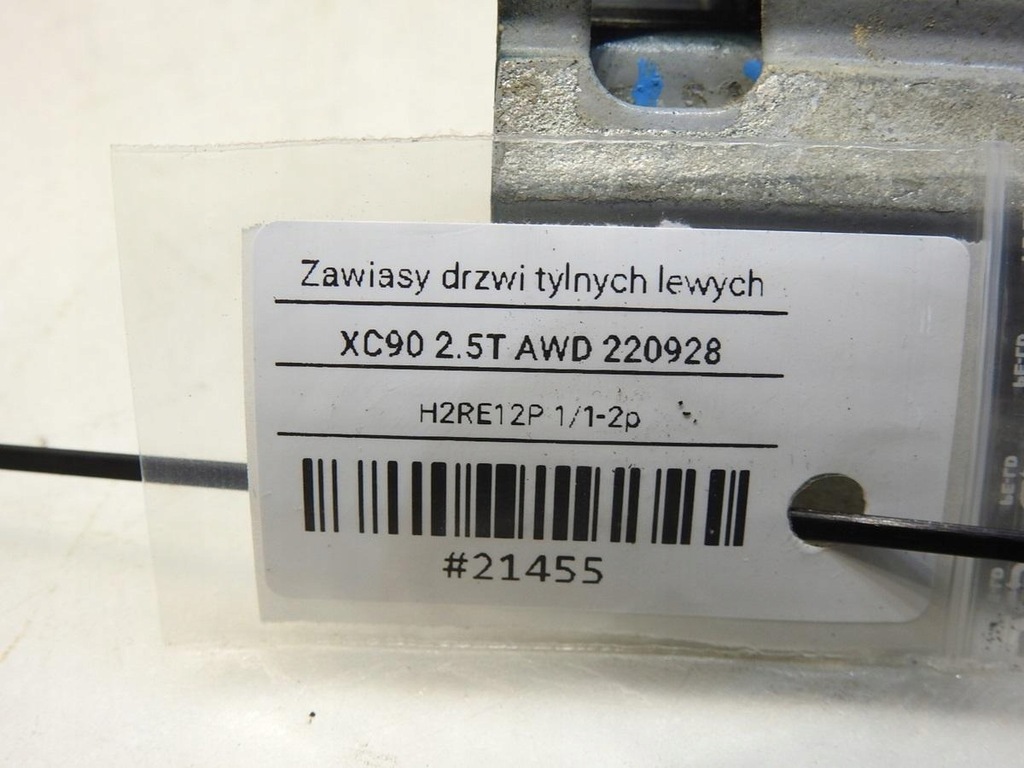 Zawiasy drzwi tylnych lewych
XC90 2.5T AWD 220928
H2RE12P 1/1-2p
#21455